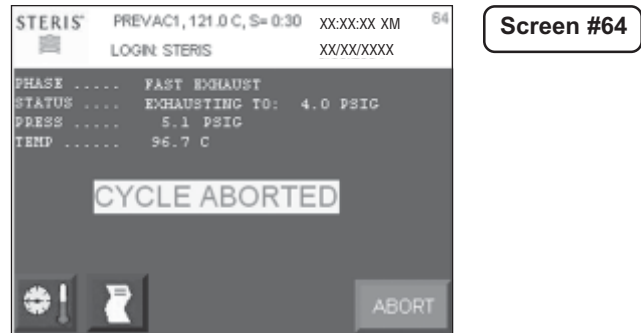 STERIS PREVAC1, 121.0 C, S= 0:30 XX:XX:XX XM 64
LOGIN: STERIS XX/XX/XXXX
Screen #64
PHASE ..... FAST EXHAUST
STATUS .... EXHAUSTING TO: 4.0 PSIG
PRESS ..... 5.1 PSIG
TEMP ...... 96.7 C
CYCLE ABORTED
ABORT